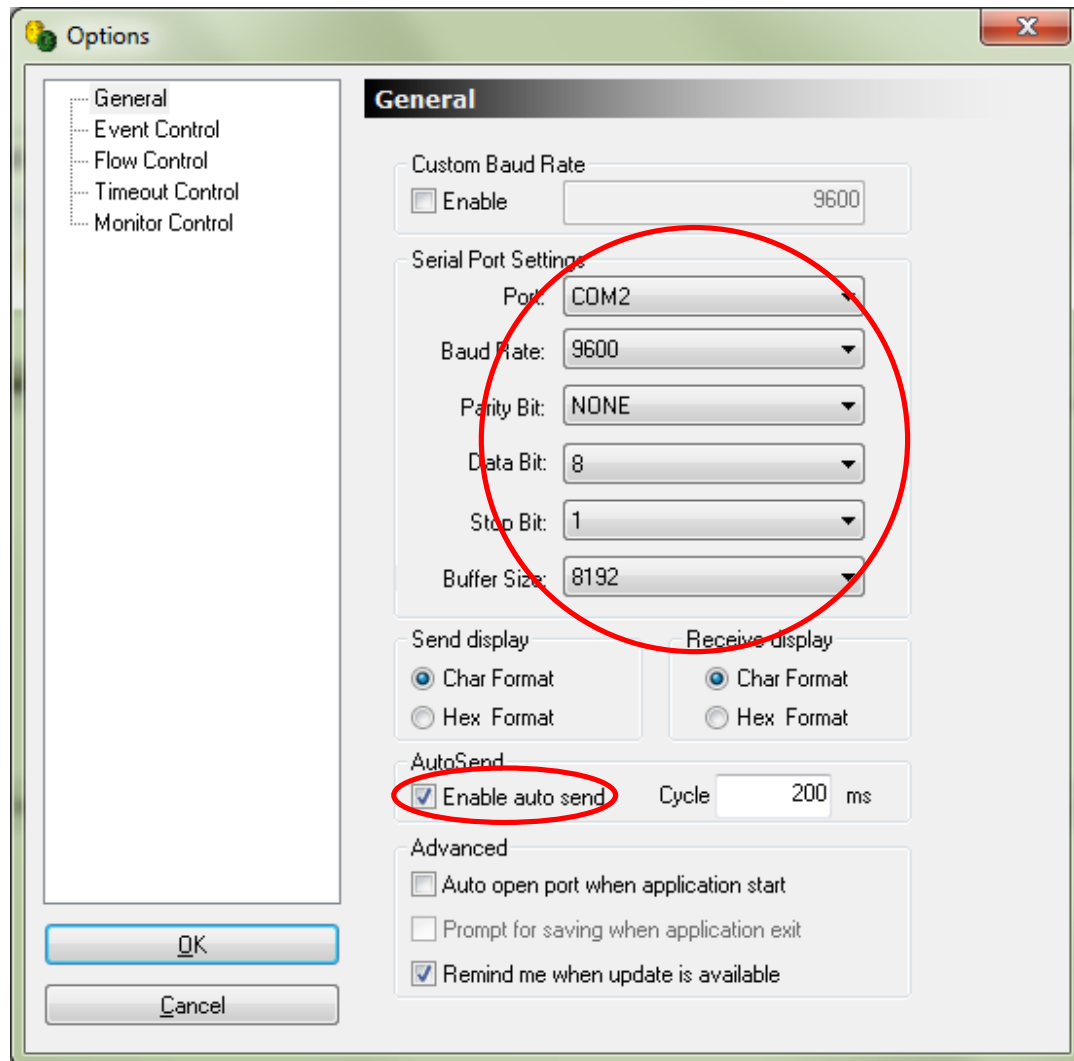 Options
General
Event Control
Flow Control
Timeout Control
Monitor Control
OK
Cancel
General
Custom Baud Rate
Enable 9600
Serial Port Settings
Port: COM2
Baud Rate: 9600
Parity Bit: NONE
Data Bit: 8
Stop Bit: 1
Buffer Size: 8192
Send display
Char Format
Hex Format
Receive display
Char Format
Hex Format
AutoSend
Enable auto send Cycle 200 ms
Advanced
Auto open port when application start
Prompt for saving when application exit
Remind me when update is available